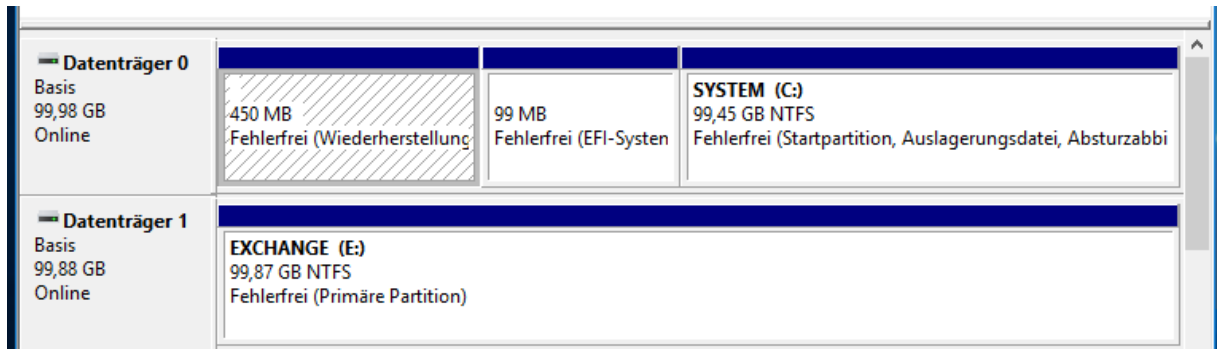 Datenträger 0
Basis
99,98 GB
Online
450 MB
Fehlerfrei (Wiederherstellung
99 MB
Fehlerfrei (EFI-System
SYSTEM (C:)
99,45 GB NTFS
Fehlerfrei (Startpartition, Auslagerungsdatei, Absturzabbi
Datenträger 1
Basis
99,88 GB
Online
EXCHANGE (E:)
99,87 GB NTFS
Fehlerfrei (Primäre Partition)